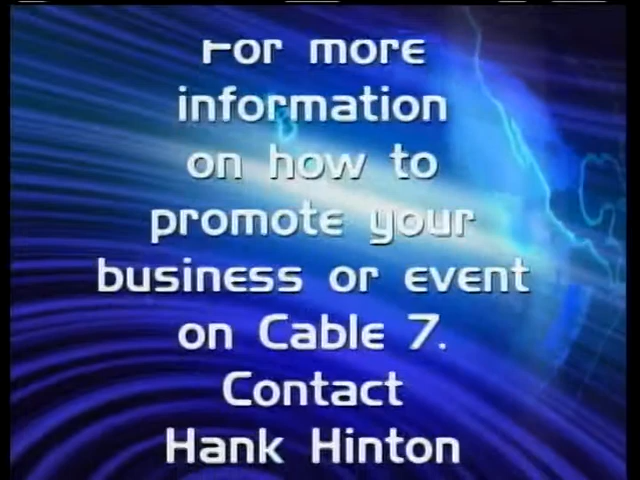 For more
information
on how to
promote your
business or event
on Cable 7.
Contact
Hank Hinton